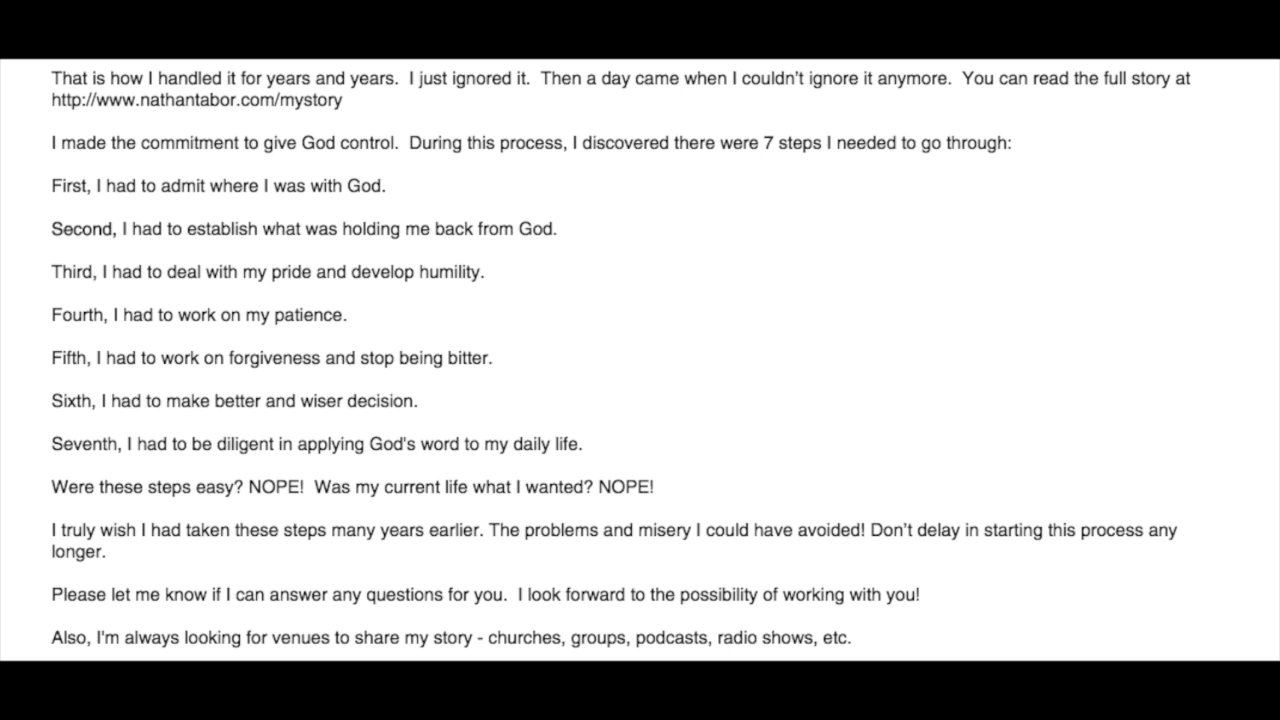 That is how I handled it for years and years.  I just ignored it.  Then a day came when I couldn't ignore it anymore.  You can read the full story at
http://www.nathantabor.com/mystory
I made the commitment to give God control.  During this process, I discovered there were 7 steps I needed to go through:
First, I had to admit where I was with God.
Second, I had to establish what was holding me back from God.
Third, I had to deal with my pride and develop humility.
Fourth, I had to work on my patience.
Fifth, I had to work on forgiveness and stop being bitter.
Sixth, I had to make better and wiser decision.
Seventh, I had to be diligent in applying God's word to my daily life.
Were these steps easy? NOPE!  Was my current life what I wanted? NOPE!
I truly wish I had taken these steps many years earlier. The problems and misery I could have avoided! Don't delay in starting this process any
longer.
Please let me know if I can answer any questions for you.  I look forward to the possibility of working with you!
Also, I'm always looking for venues to share my story - churches, groups, podcasts, radio shows, etc.